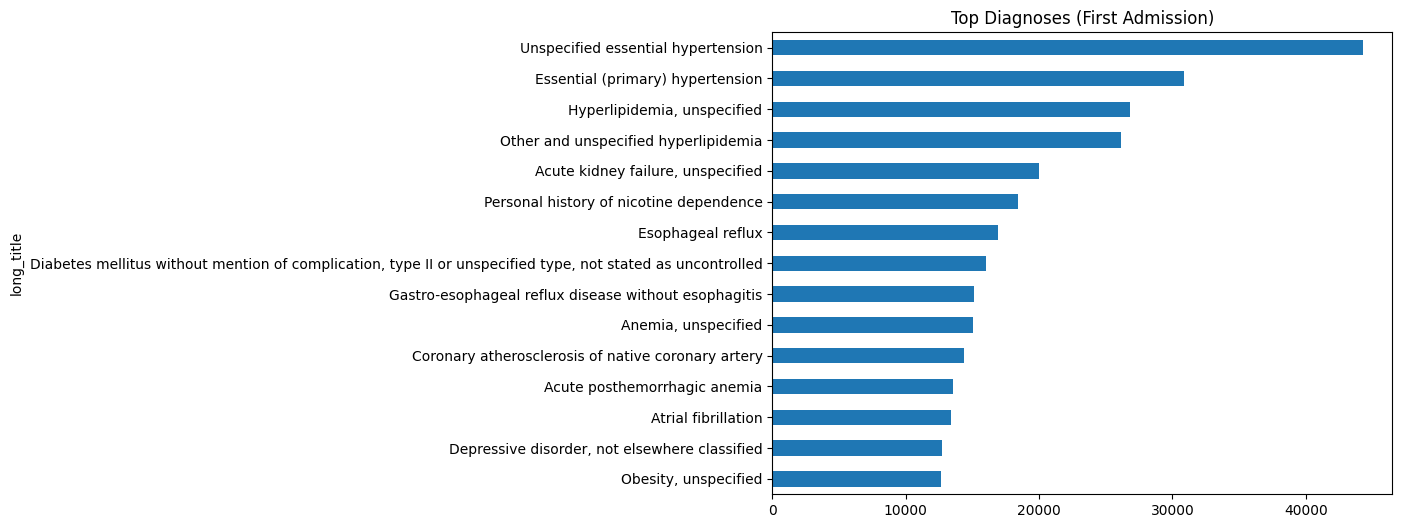 Top Diagnoses (First Admission)
long_title
Unspecified essential hypertension
Essential (primary) hypertension
Hyperlipidemia, unspecified
Other and unspecified hyperlipidemia
Acute kidney failure, unspecified
Personal history of nicotine dependence
Esophageal reflux
Diabetes mellitus without mention of complication, type II or unspecified type, not stated as uncontrolled
Gastro-esophageal reflux disease without esophagitis
Anemia, unspecified
Coronary atherosclerosis of native coronary artery
Acute posthemorrhagic anemia
Atrial fibrillation
Depressive disorder, not elsewhere classified
Obesity, unspecified
0 10000 20000 30000 40000